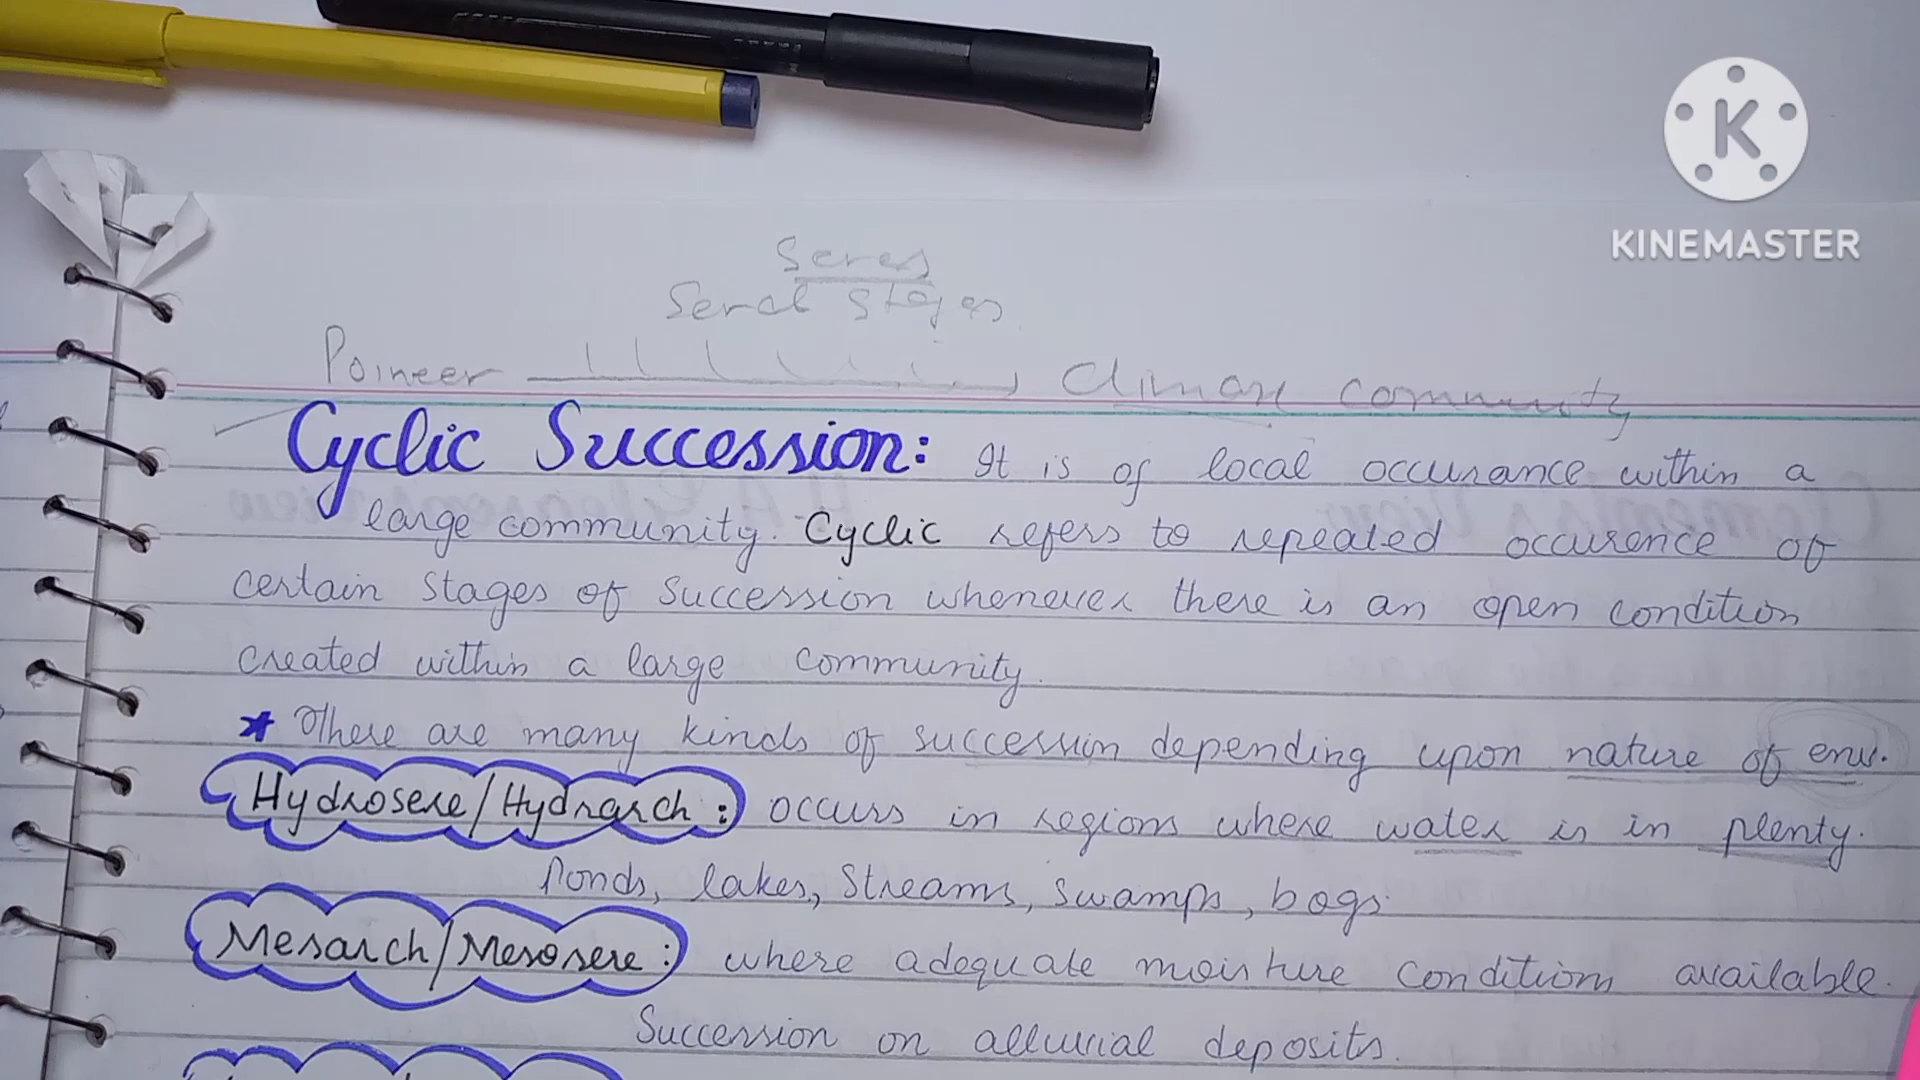 KINEMASTER
Seres
Seral stages
Poineer climax community
Cyclic Succession: It is of local occurance within a
large community. Cyclic refers to repeated occurence of
certain stages of succession whenever there is an open condition
created within a large community.
* There are many kinds of succession depending upon nature of env.
Hydrosere/Hydrarch: occurs in regions where water is in plenty.
Ponds, lakes, streams, swamps, bogs.
Mesarch/Mesosere: where adequate moisture conditions available.
Succession on alluvial deposits.